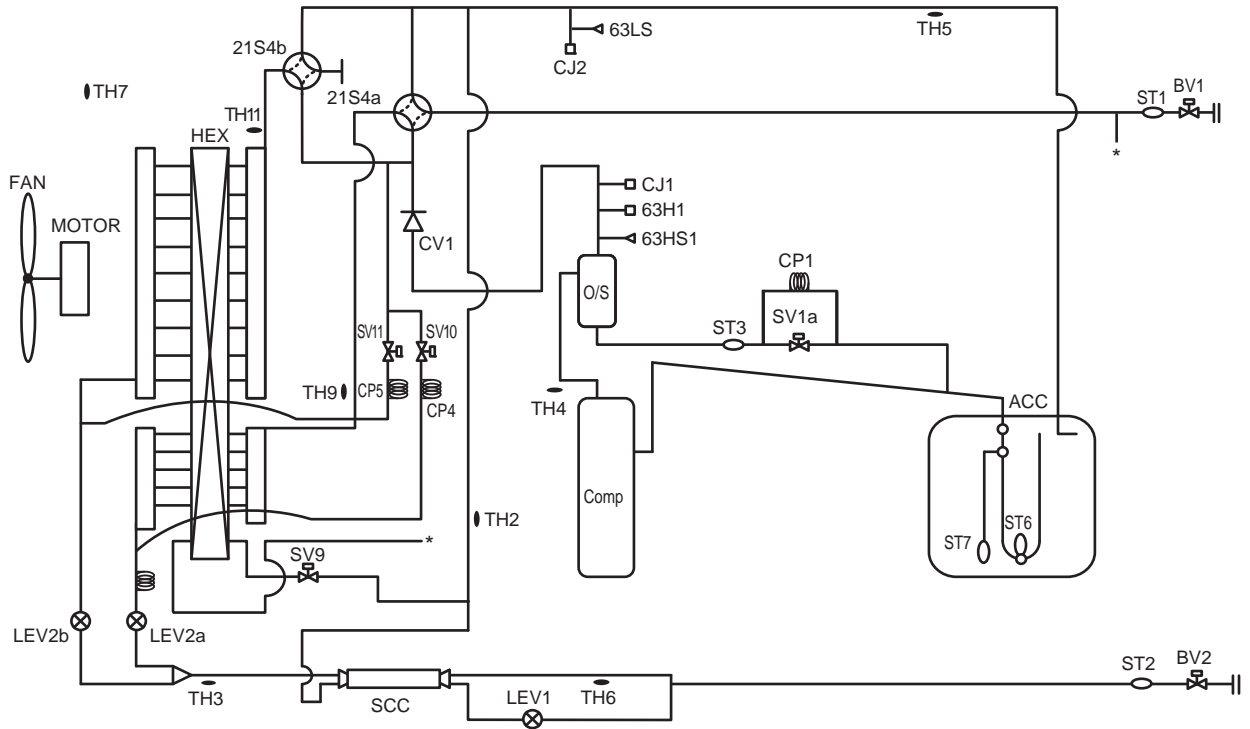 63LS
TH5
CJ2
21S4b
TH7
21S4a
ST1
BV1
TH11
HEX
*
FAN
CJ1
63H1
MOTOR
CV1
63HS1
CP1
O/S
SV11
SV10
ST3
SV1a
TH9
CP5
CP4
TH4
ACC
Comp
TH2
ST6
ST7
*
SV9
LEV2b
LEV2a
TH3
SCC
LEV1
TH6
ST2
BV2